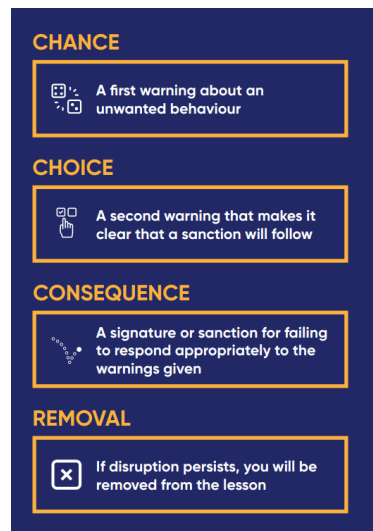 CHANCE
A first warning about an
unwanted behaviour
CHOICE
A second warning that makes it
clear that a sanction will follow
CONSEQUENCE
A signature or sanction for failing
to respond appropriately to the
warnings given
REMOVAL
If disruption persists, you will be
removed from the lesson